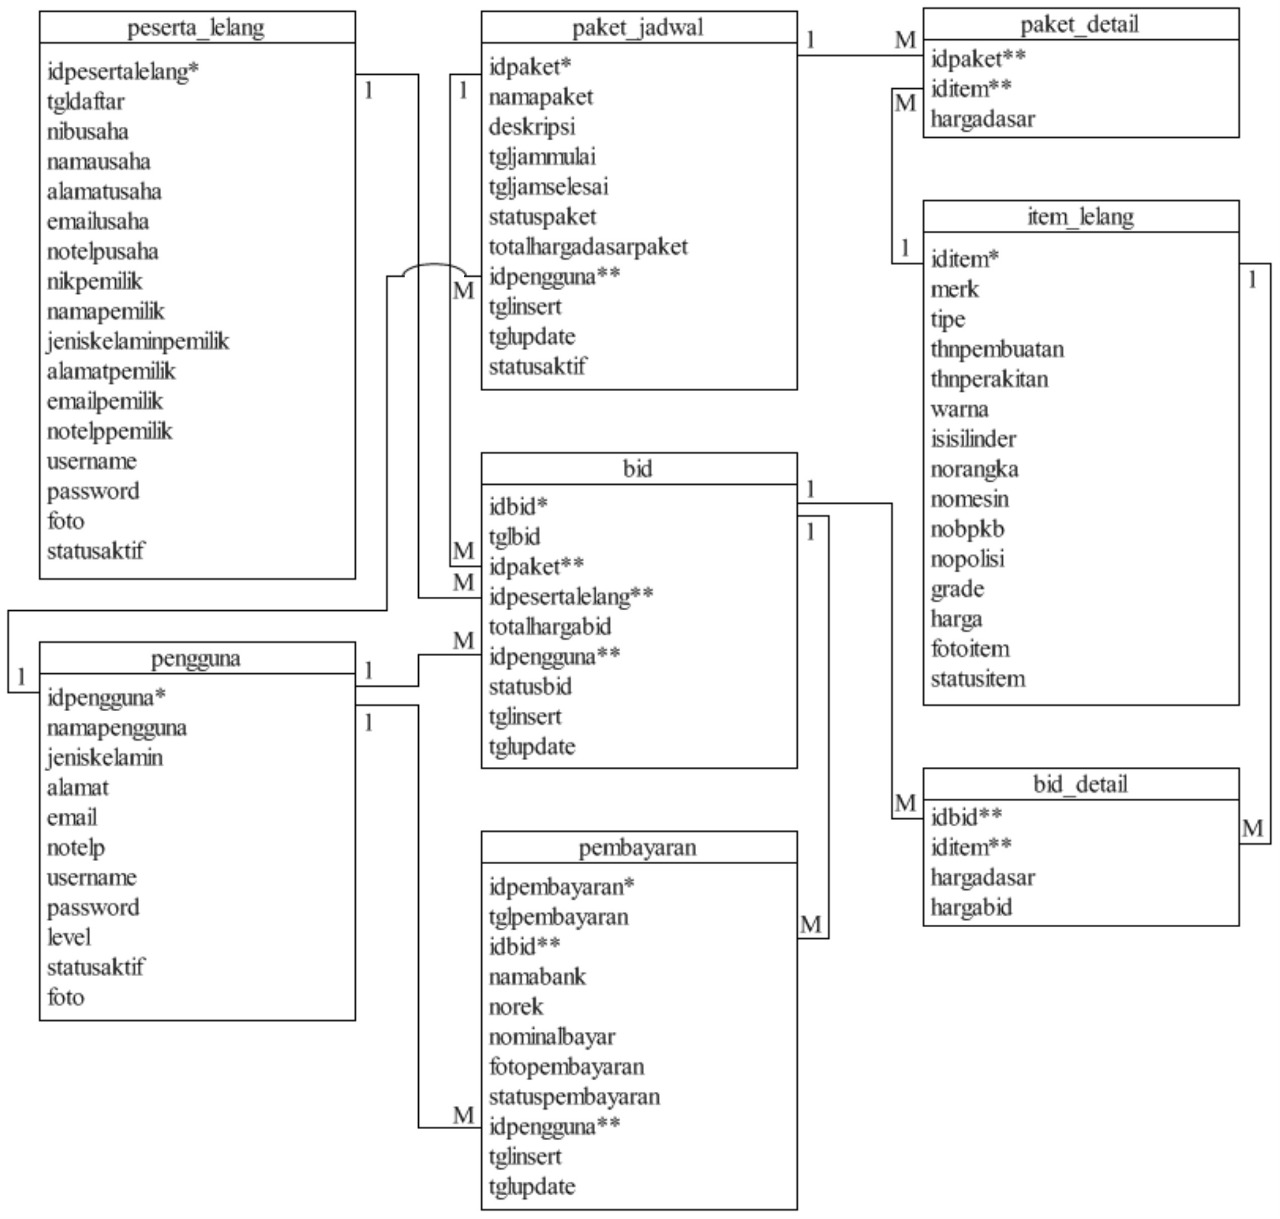 peserta_lelang
idpesertalelang*
tgldaftar
nibusaha
namausaha
alamatusaha
emailusaha
notelpusaha
nikpemilik
namapemilik
jeniskelaminpemilik
alamatpemilik
emailpemilik
notelppemilik
username
password
foto
statusaktif
1
paket_jadwal
idpaket*
namapaket
deskripsi
tgljammulai
tgljamselesai
statuspaket
totalhargadasarpaket
idpengguna**
tglinsert
tglupdate
statusaktif
1
M
1
M
paket_detail
idpaket**
iditem**
hargadasar
M
1
item_lelang
iditem*
merk
tipe
thnpembuatan
thnperakitan
warna
isisilinder
norangka
nomesin
nobpkb
nopolisi
grade
harga
fotoitem
statusitem
1
bid
idbid*
tglbid
idpaket**
idpesertalelang**
totalhargabid
idpengguna**
statusbid
tglinsert
tglupdate
M
M
M
1
1
pengguna
idpengguna*
namapengguna
jeniskelamin
alamat
email
notelp
username
password
level
statusaktif
foto
1
1
1
pembayaran
idpembayaran*
tglpembayaran
idbid**
namabank
norek
nominalbayar
fotopembayaran
statuspembayaran
idpengguna**
tglinsert
tglupdate
M
M
bid_detail
idbid**
iditem**
hargadasar
hargabid
M
M